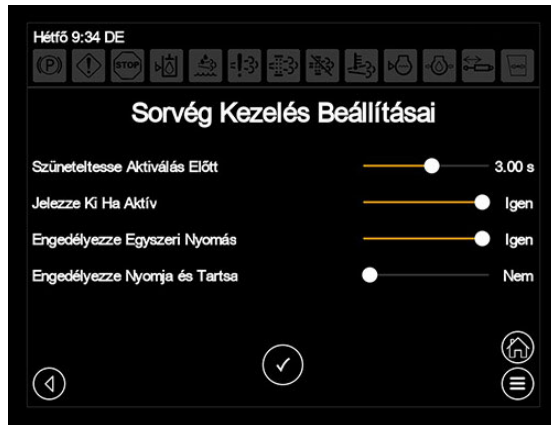 Hétfő 9:34 DE
STOP
Sorvég Kezelés Beállításai
Szüneteltesse Aktiválás Előtt 3.00 s
Jelezze Ki Ha Aktív Igen
Engedélyezze Egyszeri Nyomás Igen
Engedélyezze Nyomja és Tartsa Nem